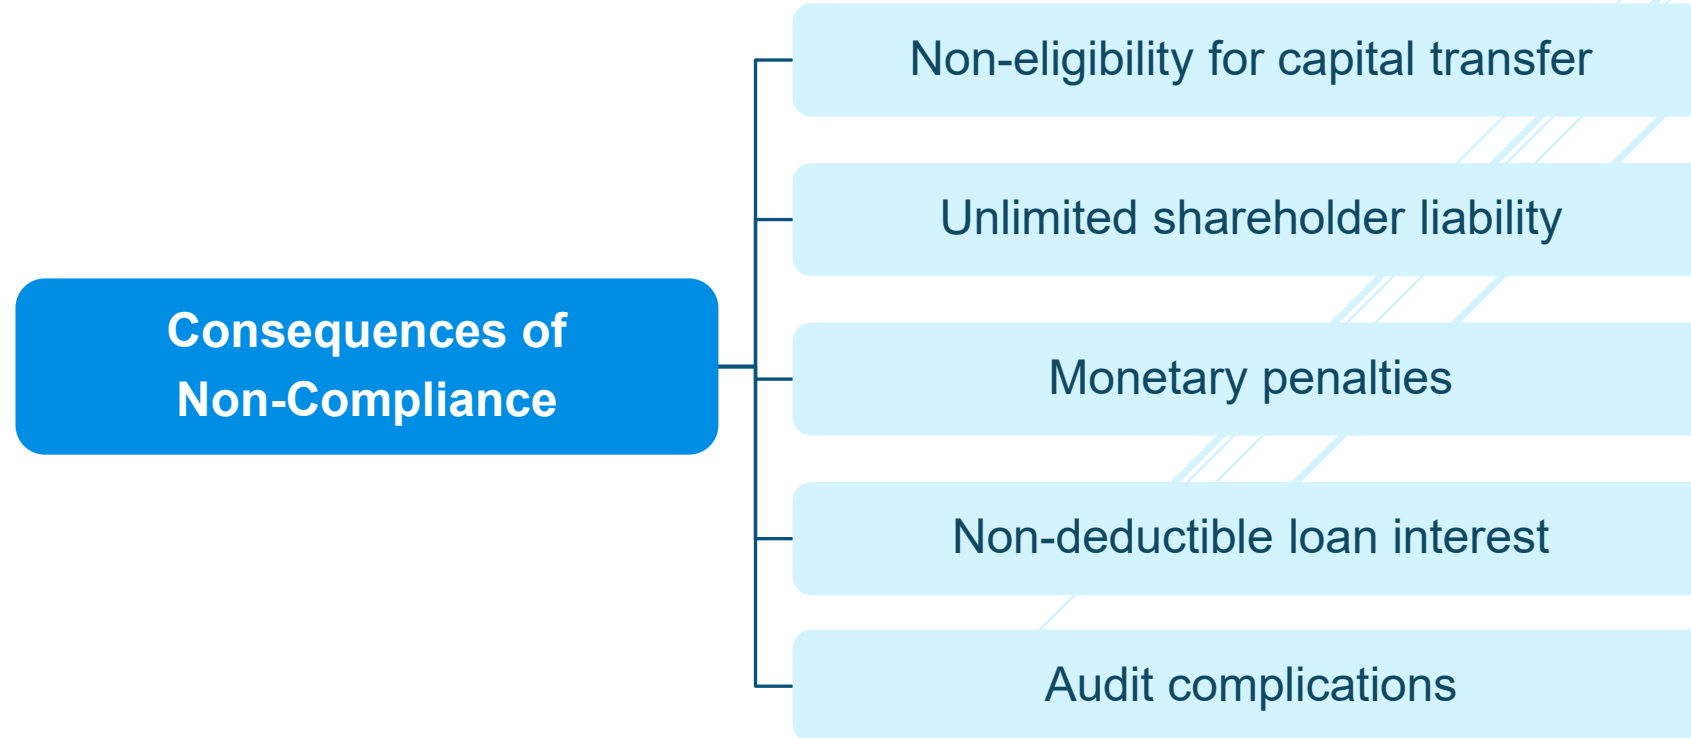 Consequences of
Non-Compliance
Non-eligibility for capital transfer
Unlimited shareholder liability
Monetary penalties
Non-deductible loan interest
Audit complications